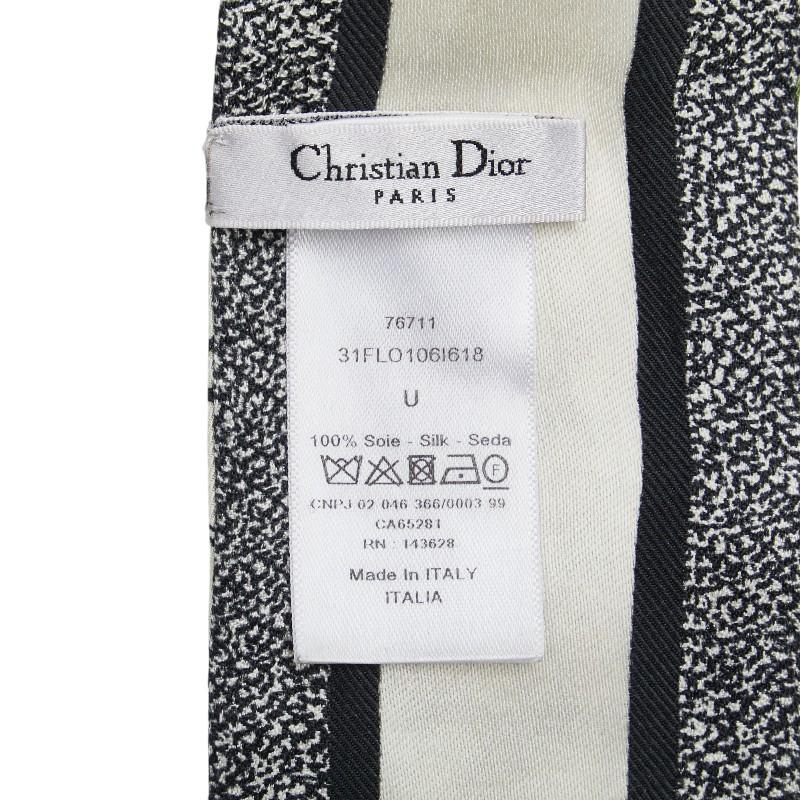 Christian Dior
PARIS
76711
31FLO106I618
U
100% Soie - Silk - Seda
F
CNPJ 02 046 366/0003 99
CA65281
RN : 143628
Made In ITALY
ITALIA